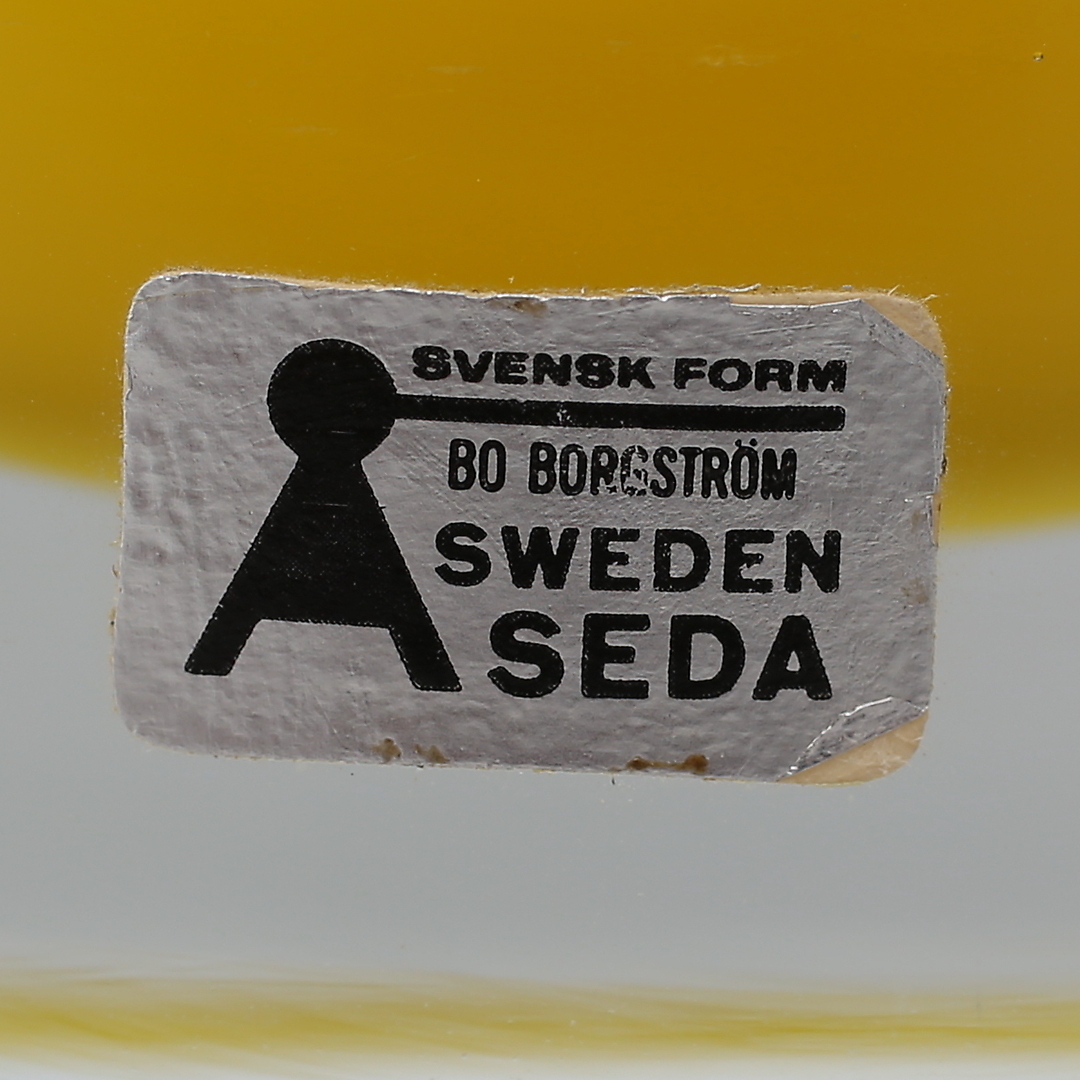 SVENSK FORM
BO BORGSTRÖM
SWEDEN
SEDA